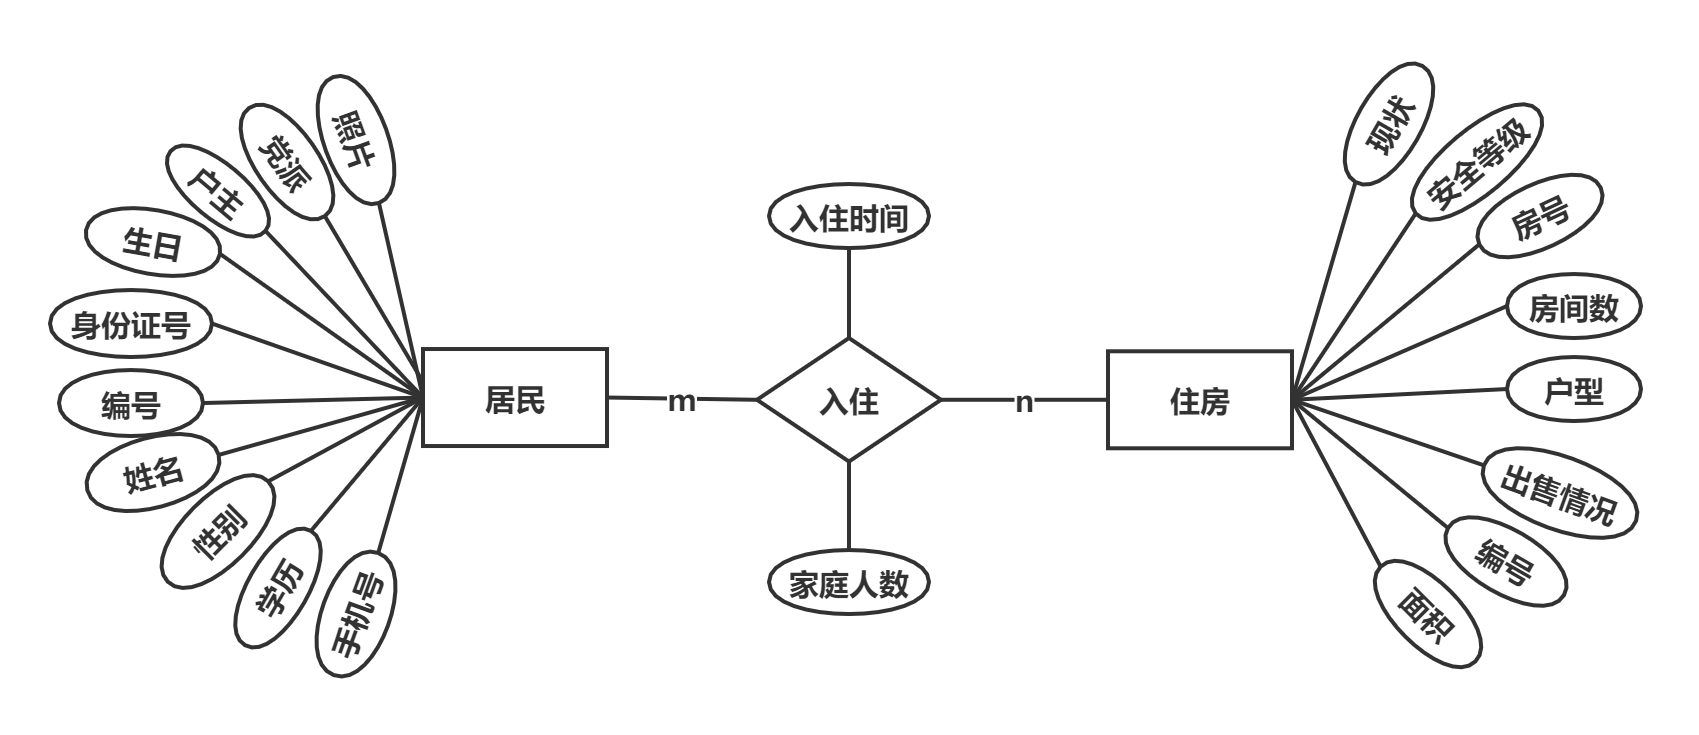 照片
党派
户主
生日
身份证号
编号
姓名
性别
学历
手机号
居民
m
入住时间
入住
家庭人数
n
住房
现状
安全等级
房号
房间数
户型
出售情况
编号
面积